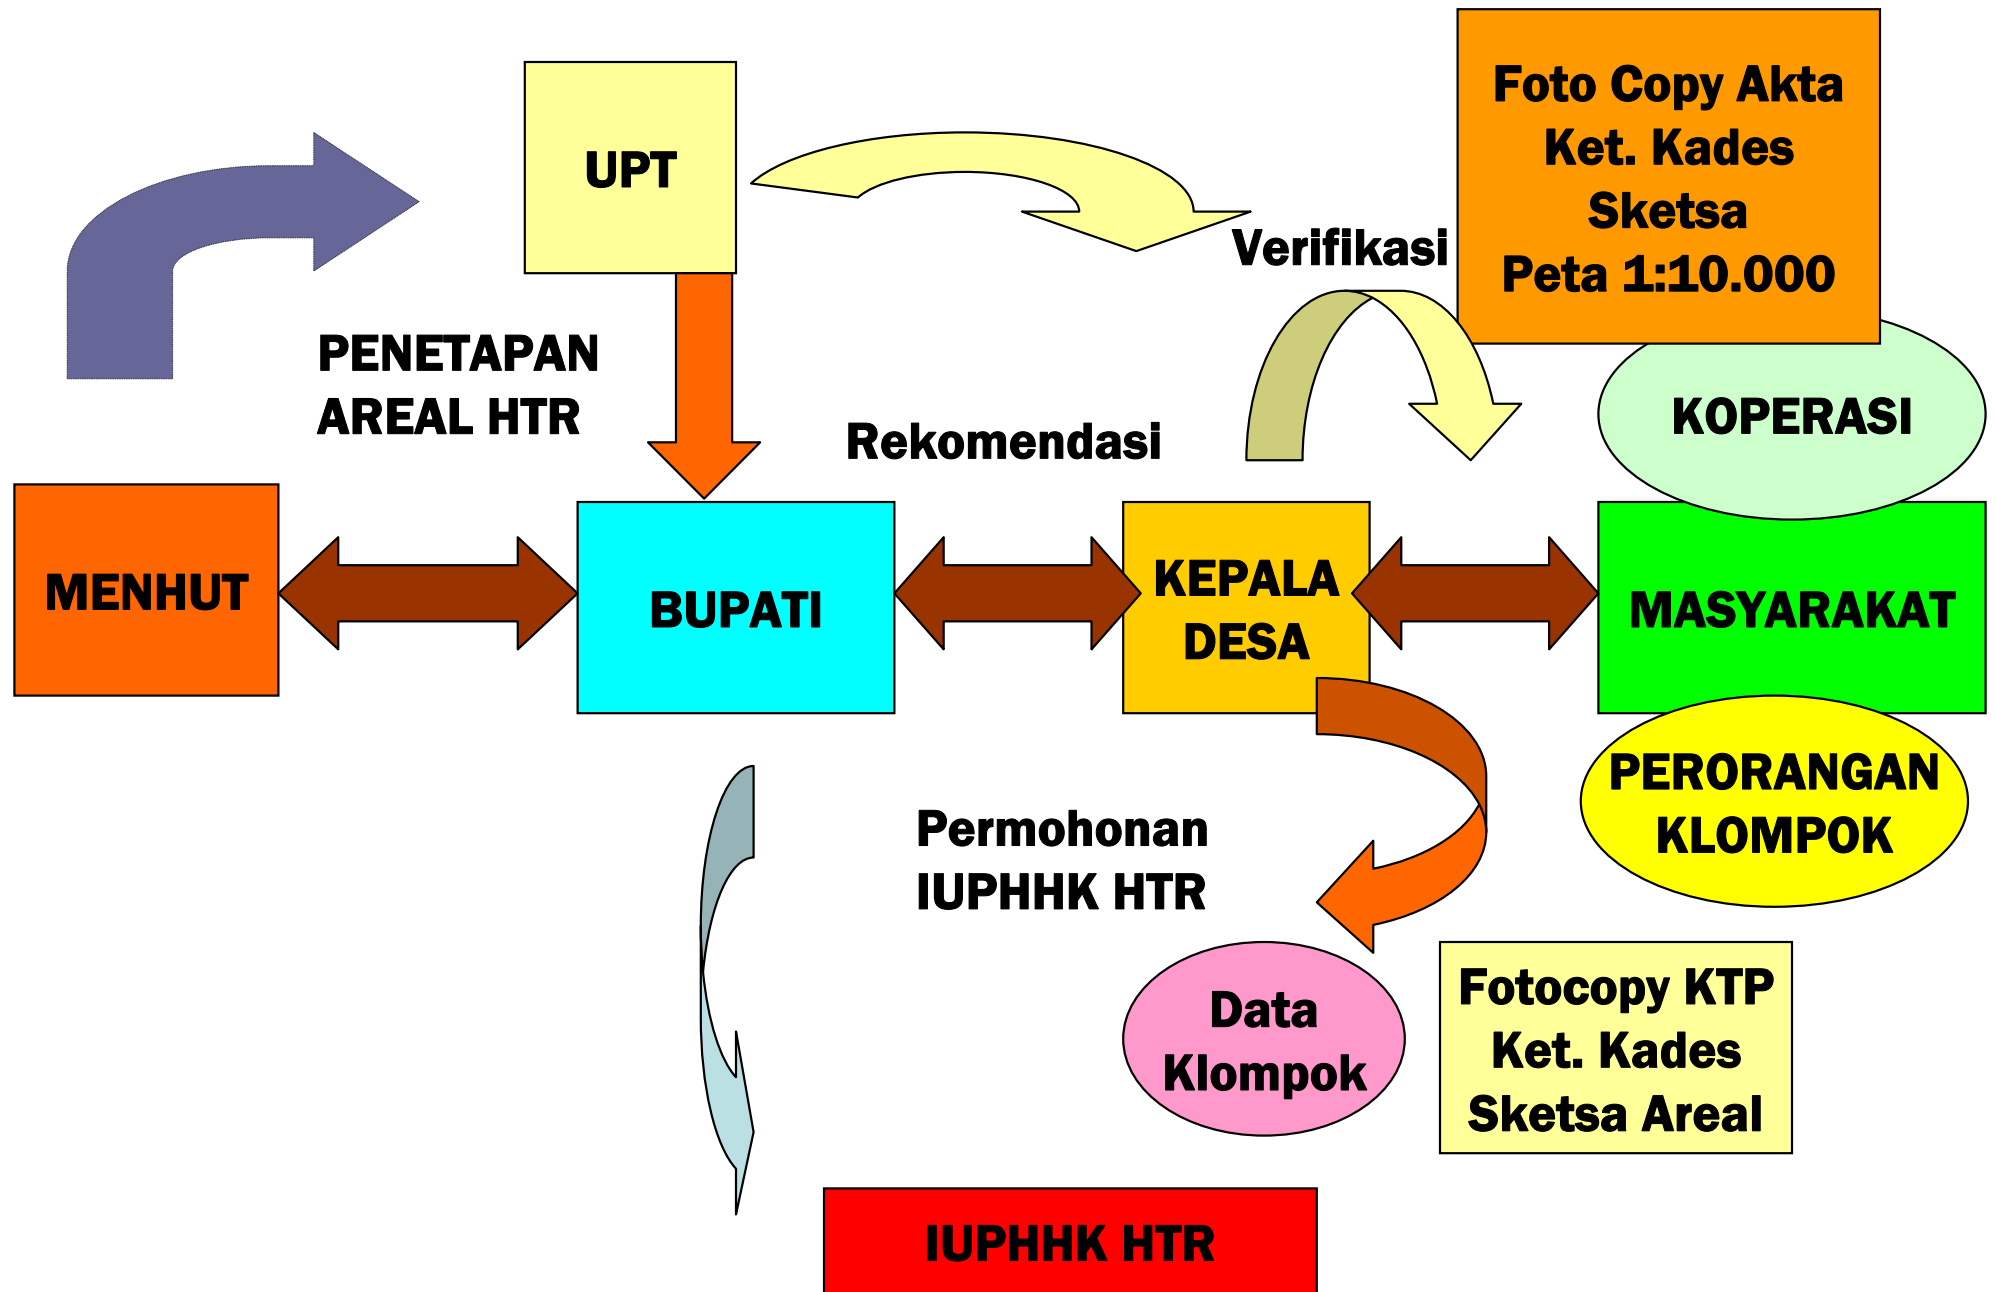 UPT
Foto Copy Akta
Ket. Kades
Sketsa
Peta 1:10.000
Verifikasi
PENETAPAN
AREAL HTR
Rekomendasi
KOPERASI
MENHUT
BUPATI
KEPALA
DESA
MASYARAKAT
PERORANGAN
KLOMPOK
Permohonan
IUPHHK HTR
Data
Klompok
Fotocopy KTP
Ket. Kades
Sketsa Areal
IUPHHK HTR